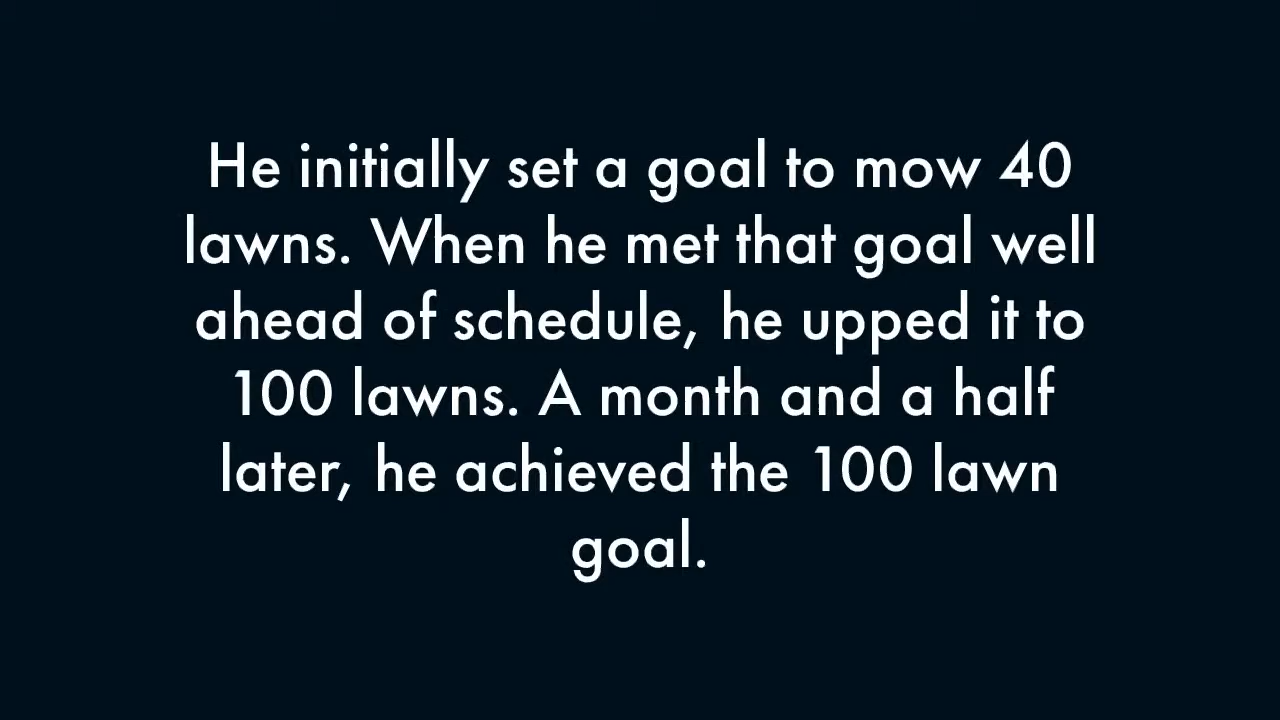 He initially set a goal to mow 40
lawns. When he met that goal well
ahead of schedule, he upped it to
100 lawns. A month and a half
later, he achieved the 100 lawn
goal.